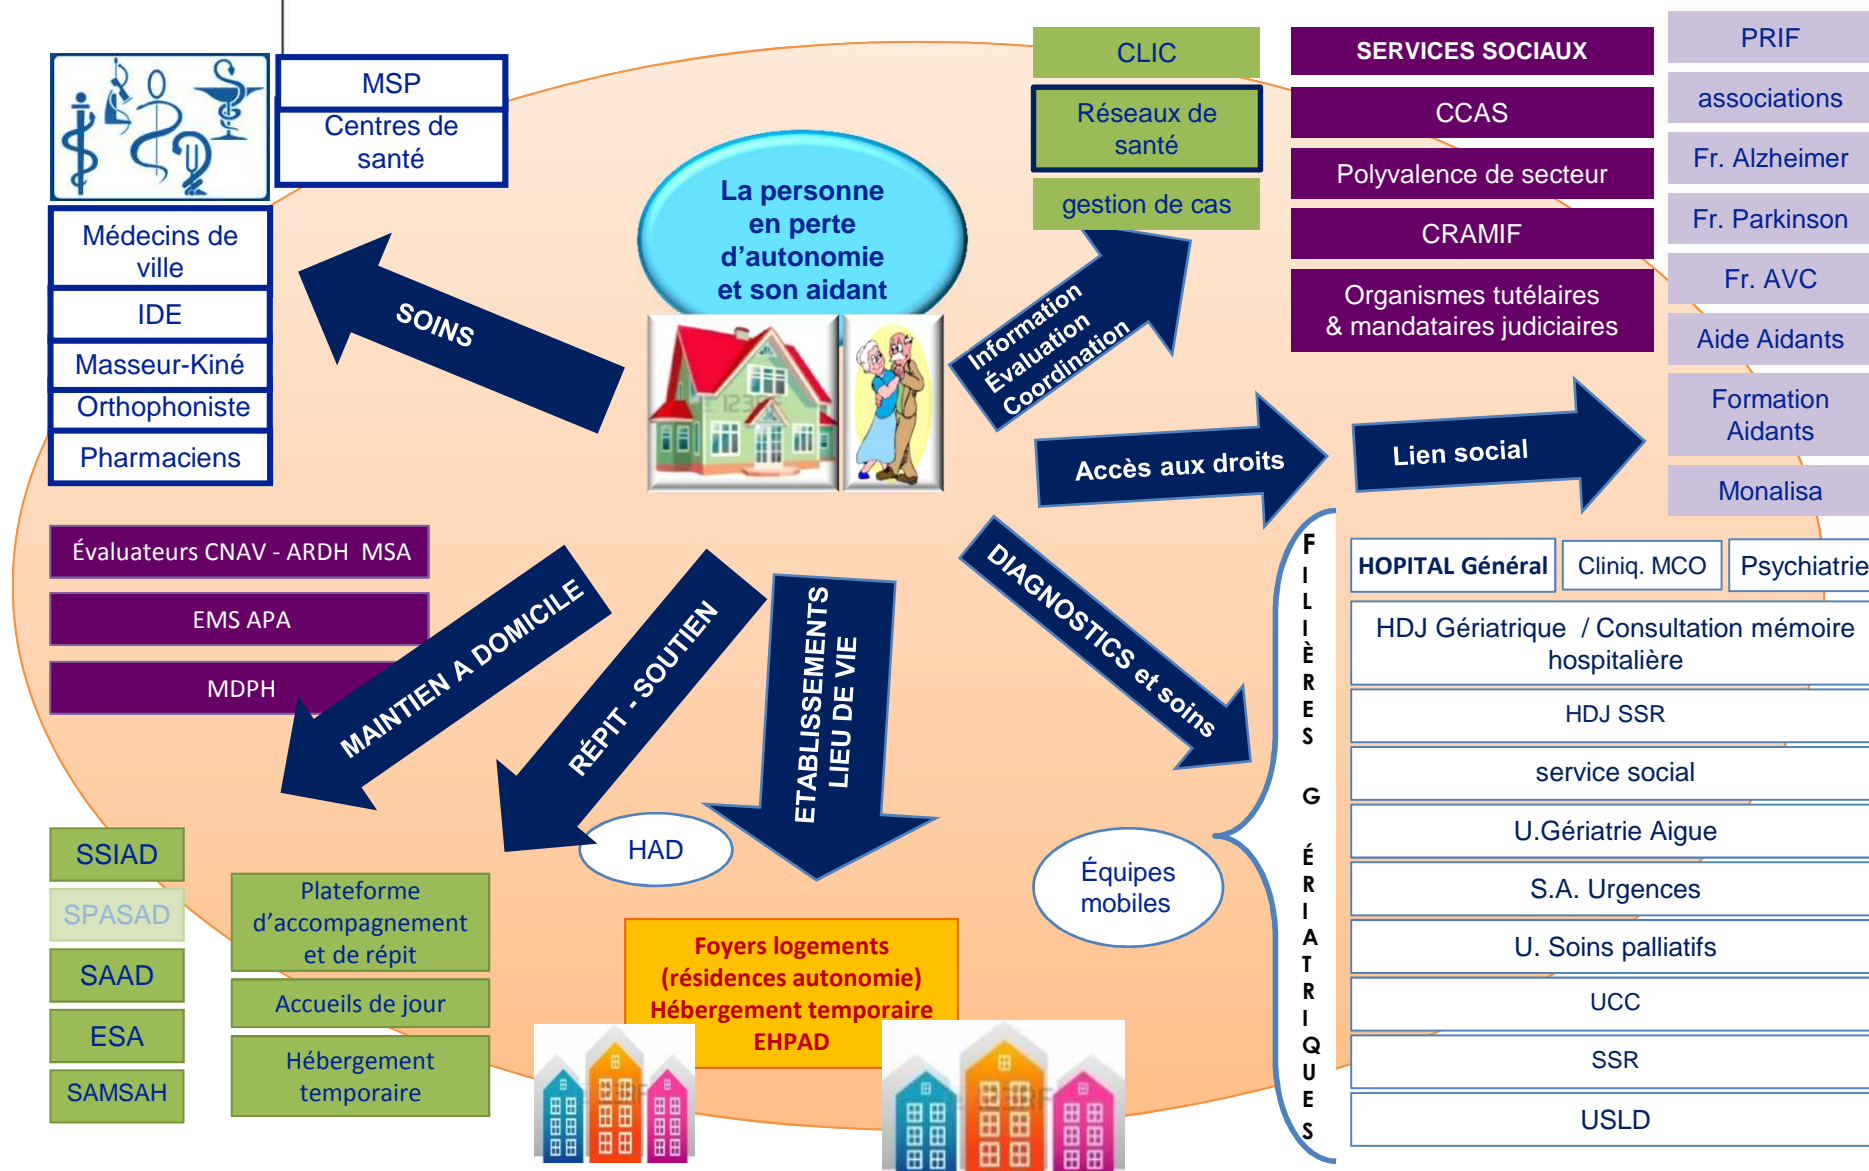 MSP
Centres de
santé
Médecins de
ville
IDE
Masseur-Kiné
Orthophoniste
Pharmaciens
SOINS
La personne
en perte
d’autonomie
et son aidant
CLIC
Réseaux de
santé
gestion de cas
Information
Évaluation
Coordination
SERVICES SOCIAUX
CCAS
Polyvalence de secteur
CRAMIF
Organismes tutélaires
& mandataires judiciaires
PRIF
associations
Fr. Alzheimer
Fr. Parkinson
Fr. AVC
Aide Aidants
Formation
Aidants
Monalisa
Accès aux droits
Lien social
Évaluateurs CNAV - ARDH  MSA
EMS APA
MDPH
MAINTIEN A DOMICILE
RÉPIT - SOUTIEN
ETABLISSEMENTS
LIEU DE VIE
DIAGNOSTICS et soins
SSIAD
SPASAD
SAAD
ESA
SAMSAH
Plateforme
d’accompagnement
et de répit
Accueils de jour
Hébergement
temporaire
HAD
Foyers logements
(résidences autonomie)
Hébergement temporaire
EHPAD
Équipes
mobiles
FILIÈRES GÉRIATRIQUES
HOPITAL Général
Cliniq. MCO
Psychiatrie
HDJ Gériatrique  / Consultation mémoire
hospitalière
HDJ SSR
service social
U.Gériatrie Aigue
S.A. Urgences
U. Soins palliatifs
UCC
SSR
USLD